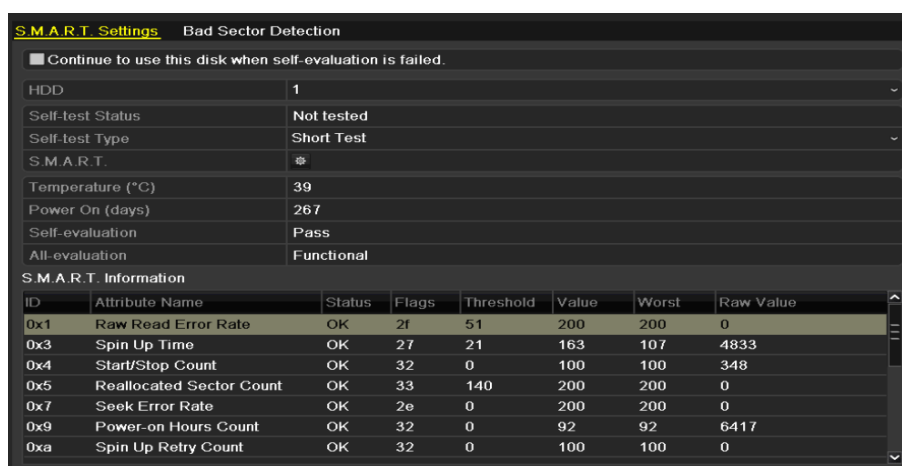 S.M.A.R.T. Settings Bad Sector Detection
Continue to use this disk when self-evaluation is failed.
HDD 1
Self-test Status Not tested
Self-test Type Short Test
S.M.A.R.T.
Temperature (°C) 39
Power On (days) 267
Self-evaluation Pass
All-evaluation Functional
S.M.A.R.T. Information
ID Attribute Name Status Flags Threshold Value Worst Raw Value
0x1 Raw Read Error Rate OK 2f 51 200 200 0
0x3 Spin Up Time OK 27 21 163 107 4833
0x4 Start/Stop Count OK 32 0 100 100 348
0x5 Reallocated Sector Count OK 33 140 200 200 0
0x7 Seek Error Rate OK 2e 0 200 200 0
0x9 Power-on Hours Count OK 32 0 92 92 6417
0xa Spin Up Retry Count OK 32 0 100 100 0